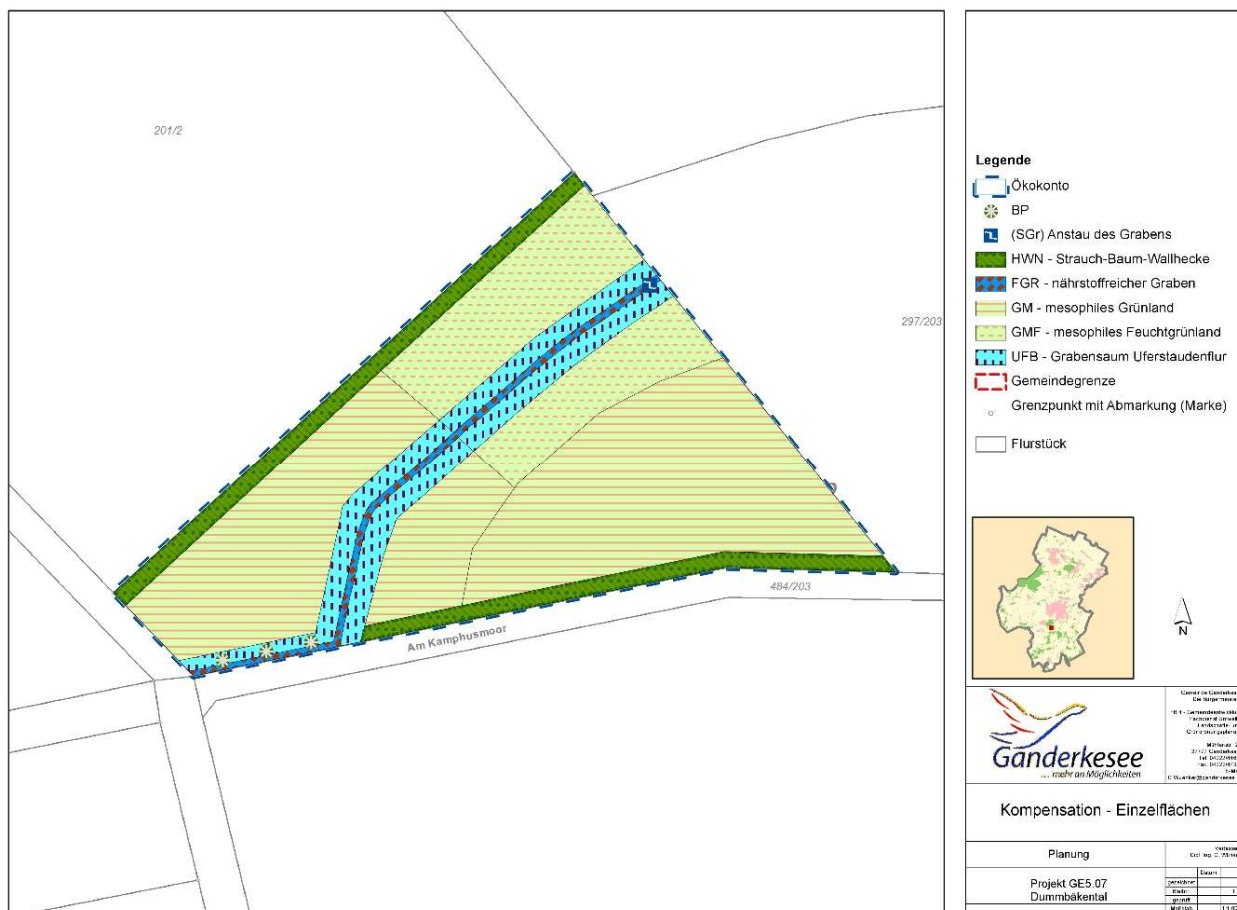 201/2
297/203
484/203
Am Kamphusmoor
Legende
Ökokonto
BP
(SGr) Anstau des Grabens
HWN - Strauch-Baum-Wallhecke
FGR - nährstoffreicher Graben
GM - mesophiles Grünland
GMF - mesophiles Feuchtgrünland
UFB - Grabensaum Uferstaudenflur
Gemeindegrenze
Grenzpunkt mit Abmarkung (Marke)
Flurstück
N
Ganderkesee
... mehr an Möglichkeiten
Kompensation - Einzelflächen
Planung
Projekt GE5.07
Dummbäkental
Datum